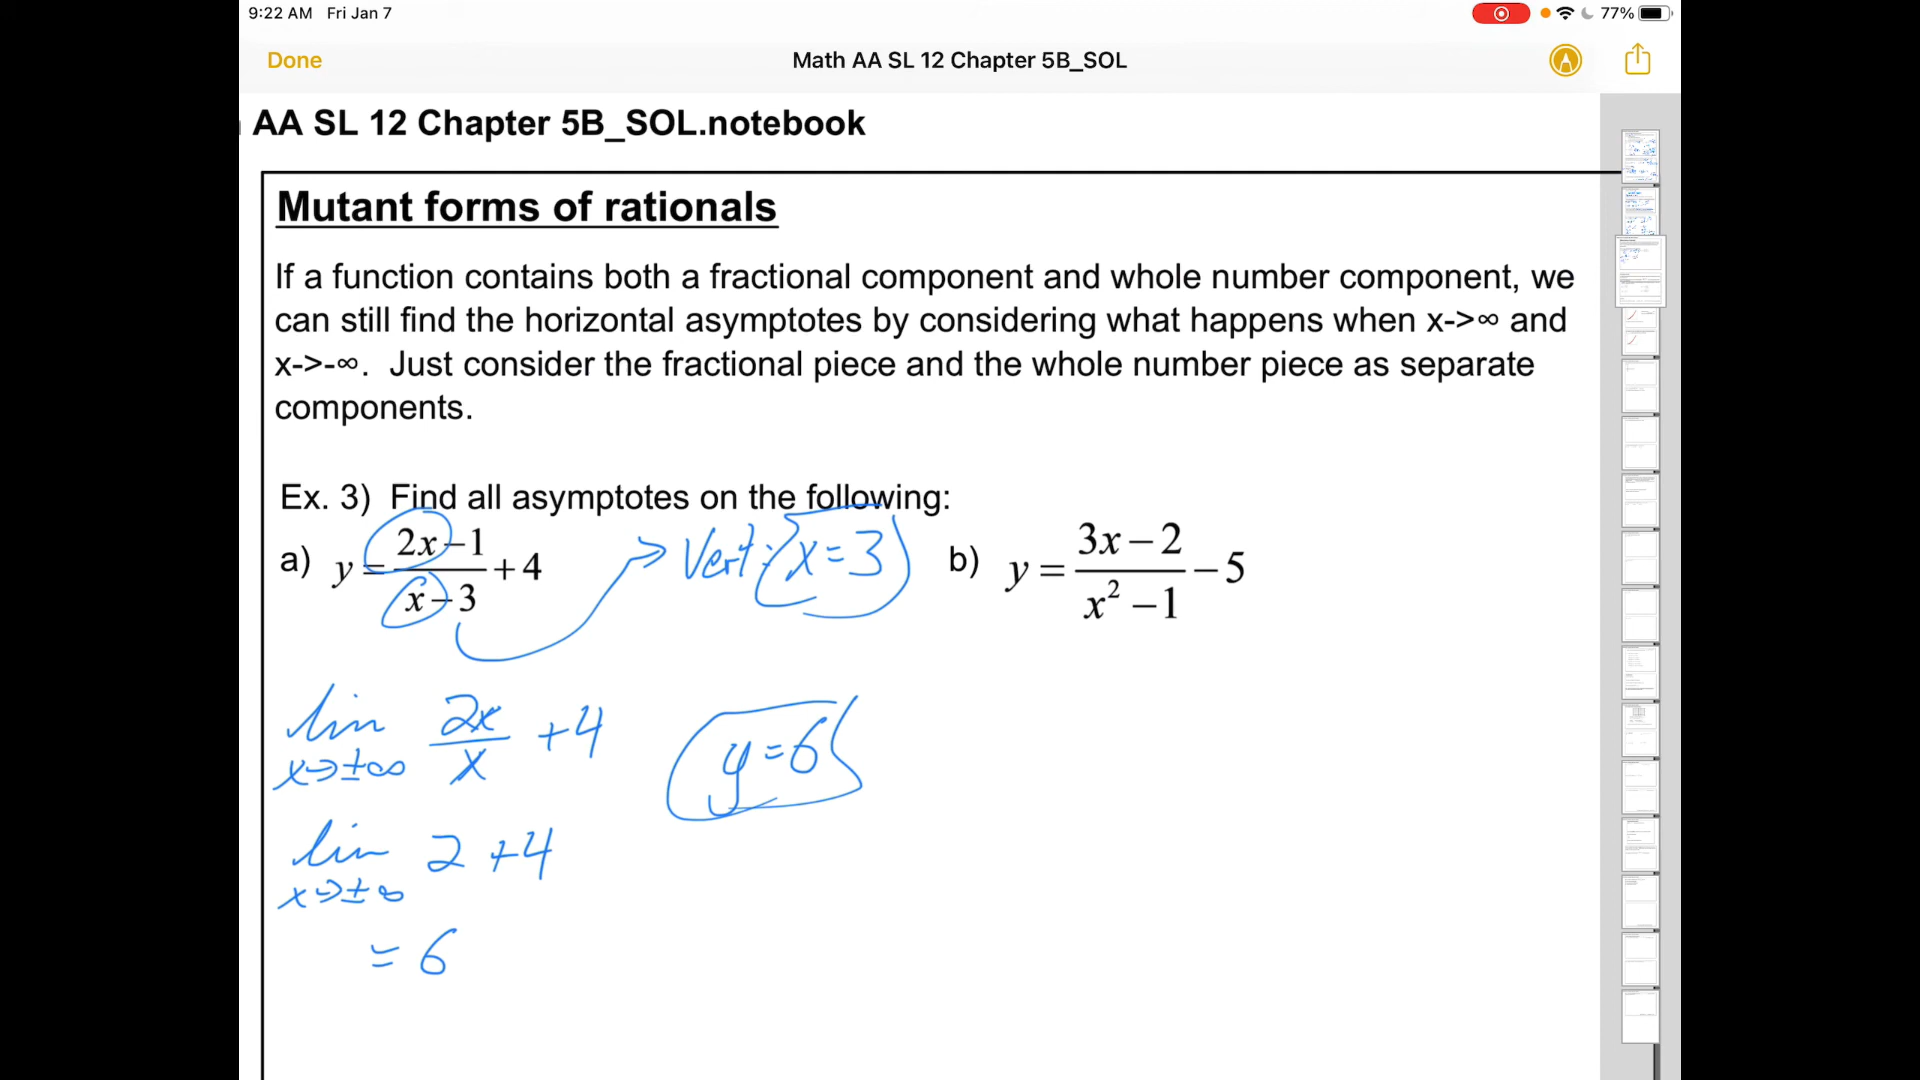 9:22 AM Fri Jan 7 77%
Done Math AA SL 12 Chapter 5B_SOL
AA SL 12 Chapter 5B_SOL.notebook
Mutant forms of rationals
If a function contains both a fractional component and whole number component, we
can still find the horizontal asymptotes by considering what happens when x->∞ and
x->-∞. Just consider the fractional piece and the whole number piece as separate
components.
Ex. 3) Find all asymptotes on the following:
a) y = (2x – 1)/(x – 3) + 4
Vert: x = 3
b) y = (3x – 2)/(x² – 1) – 5
lim x→±∞ 2x/x + 4
y = 6
lim x→±∞ 2 + 4
= 6